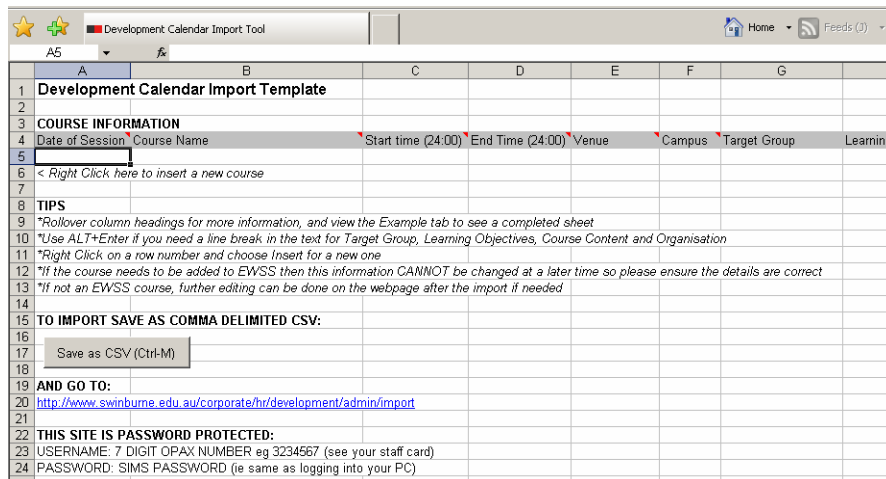 Development Calendar Import Tool
Home
Feeds (J)
A5
fx
A B C D E F G
1 Development Calendar Import Template
2
3 COURSE INFORMATION
4 Date of Session Course Name Start time (24:00) End Time (24:00) Venue Campus Target Group Learnin
5
6 < Right Click here to insert a new course
7
8 TIPS
9 *Rollover column headings for more information, and view the Example tab to see a completed sheet
10 *Use ALT+Enter if you need a line break in the text for Target Group, Learning Objectives, Course Content and Organisation
11 *Right Click on a row number and choose Insert for a new one
12 *If the course needs to be added to EWSS then this information CANNOT be changed at a later time so please ensure the details are correct
13 *If not an EWSS course, further editing can be done on the webpage after the import if needed
14
15 TO IMPORT SAVE AS COMMA DELIMITED CSV:
16
17 Save as CSV (Ctrl-M)
18
19 AND GO TO:
20 http://www.swinburne.edu.au/corporate/hr/development/admin/import
21
22 THIS SITE IS PASSWORD PROTECTED:
23 USERNAME: 7 DIGIT OPAX NUMBER eg 3234567 (see your staff card)
24 PASSWORD: SIMS PASSWORD (ie same as logging into your PC)